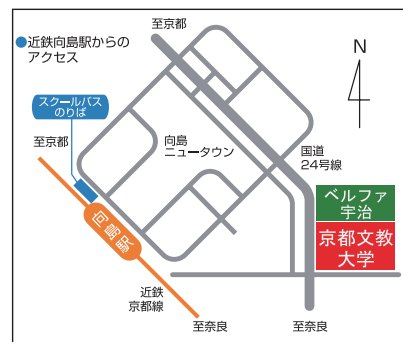 ●近鉄向島駅からの
アクセス
至京都
N
スクールバス
のりば
至京都
向島
ニュータウン
国道
24号線
ベルファ
宇治
京都文教
大学
向島駅
近鉄
京都線
至奈良
至奈良